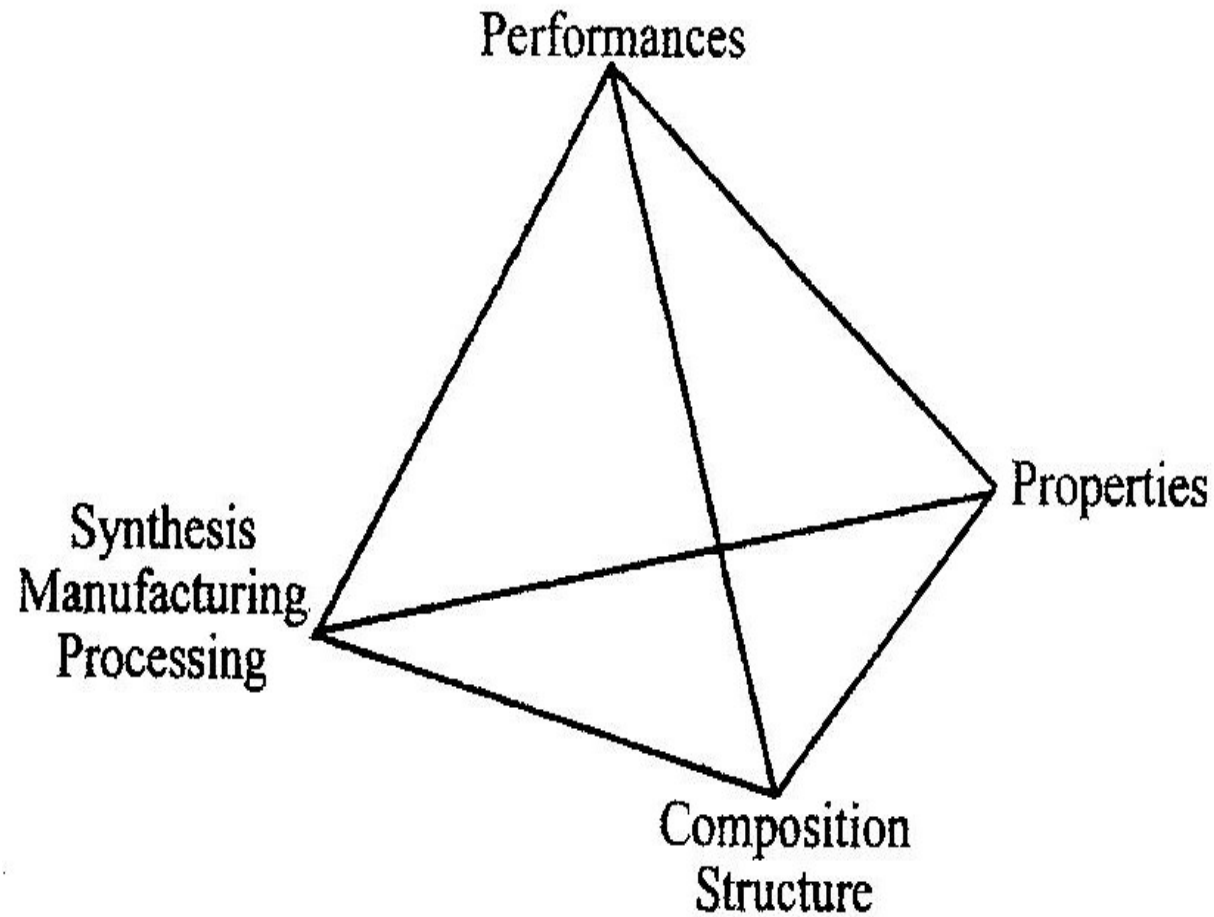 Performances
Properties
Synthesis
Manufacturing
Processing
Composition
Structure